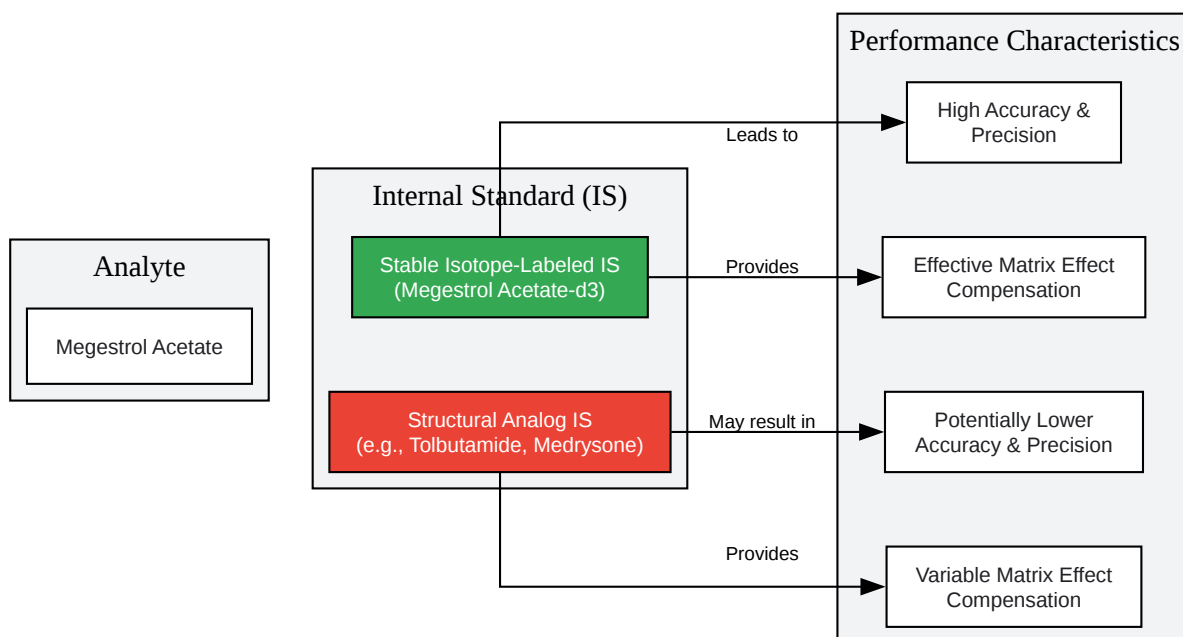 Analyte
Megestrol Acetate
Internal Standard (IS)
Stable Isotope-Labeled IS
(Megestrol Acetate-d3)
Structural Analog IS
(e.g., Tolbutamide, Medrysone)
Leads to
Provides
May result in
Provides
Performance Characteristics
High Accuracy &
Precision
Effective Matrix Effect
Compensation
Potentially Lower
Accuracy & Precision
Variable Matrix Effect
Compensation